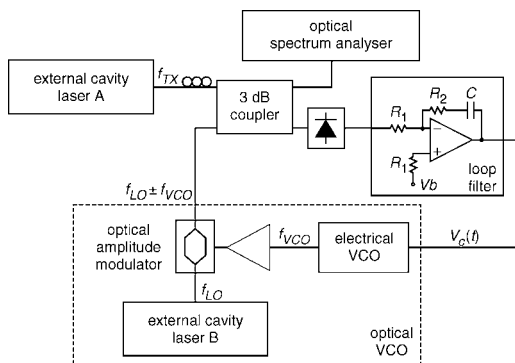 optical
spectrum analyser
external cavity
laser A
f_TX
3 dB
coupler
R_1
R_2
C
−
+
R_1
Vb
loop
filter
f_LO ± f_VCO
optical
amplitude
modulator
f_VCO
electrical
VCO
V_c(t)
f_LO
external cavity
laser B
optical
VCO